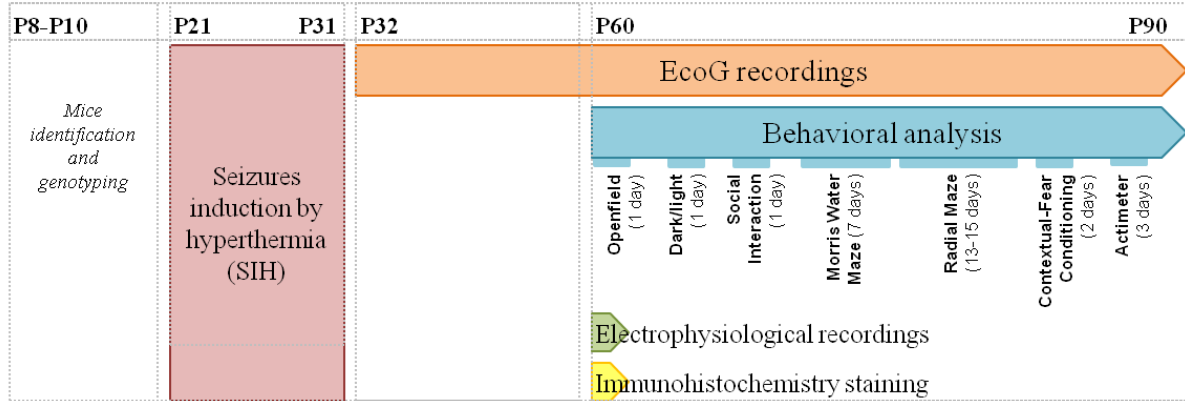 P8-P10
P21
P31
P32
P60
P90
EcoG recordings
Mice
identification
and
genotyping
Seizures
induction by
hyperthermia
(SIH)
Behavioral analysis
Openfield
(1 day)
Dark/light
(1 day)
Social
Interaction
(1 day)
Morris Water
Maze (7 days)
Radial Maze
(13-15 days)
Contextual-Fear
Conditioning
(2 days)
Actimeter
(3 days)
Electrophysiological recordings
Immunohistochemistry staining